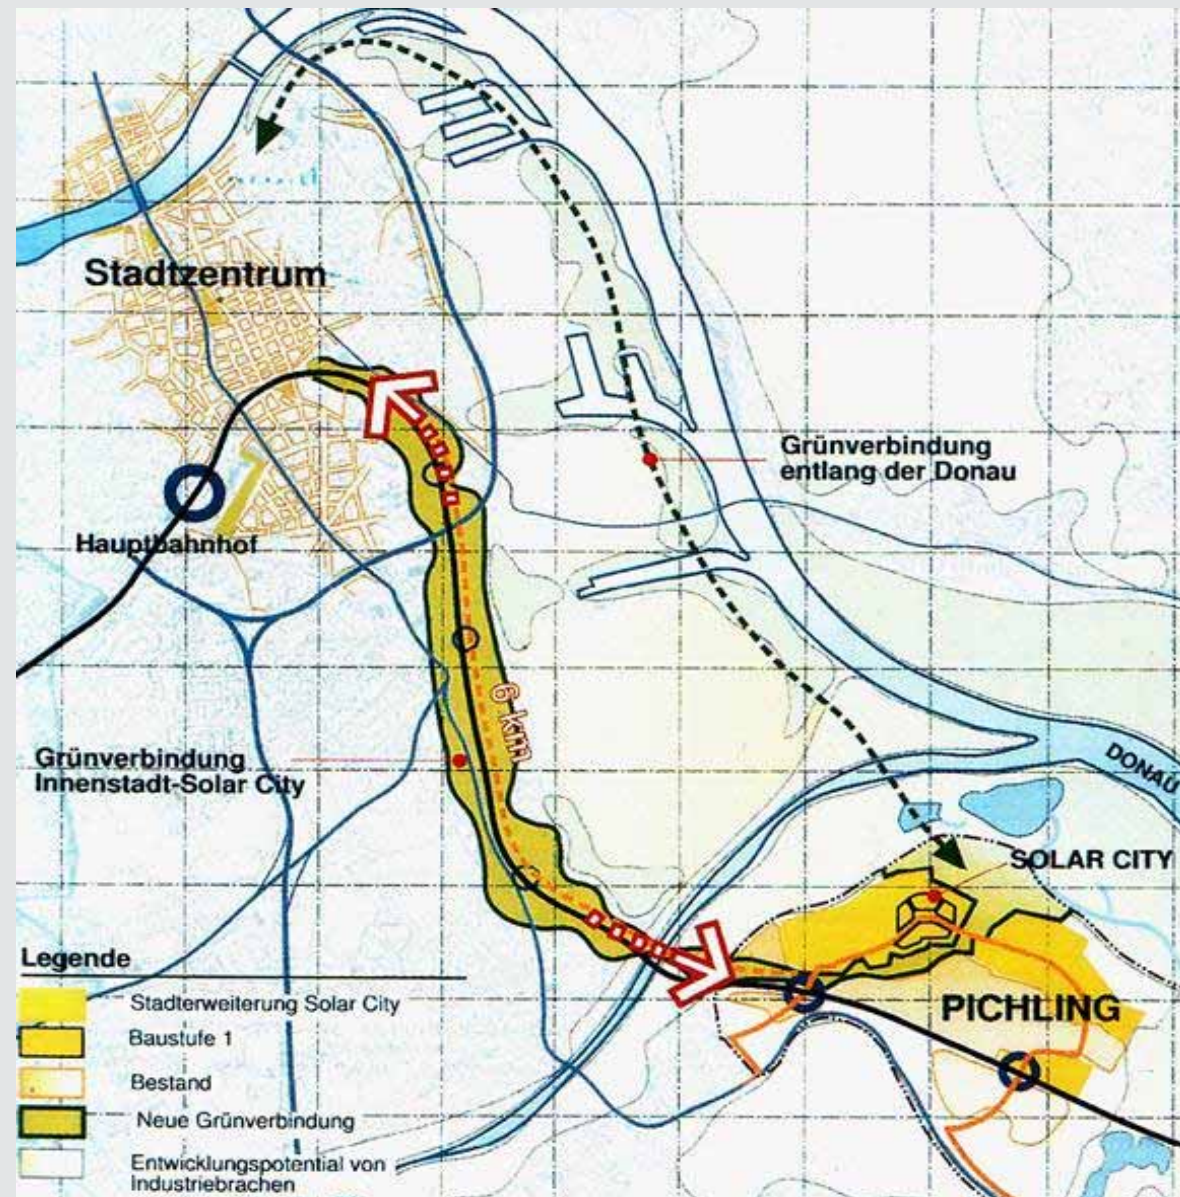 Stadtzentrum
Grünverbindung
entlang der Donau
Hauptbahnhof
6 km
Grünverbindung
Innenstadt-Solar City
DONAU
SOLAR CITY
PICHLING
Legende
Stadterweiterung Solar City
Baustufe 1
Bestand
Neue Grünverbindung
Entwicklungspotential von
Industriebrachen